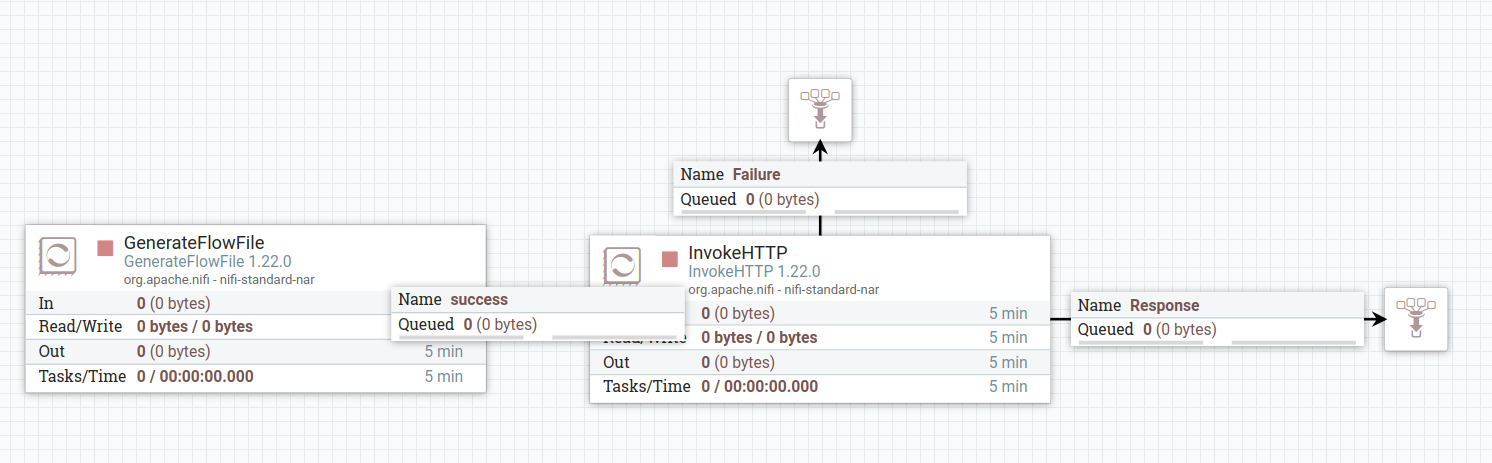 Name Failure
Queued 0 (0 bytes)
GenerateFlowFile
GenerateFlowFile 1.22.0
org.apache.nifi - nifi-standard-nar
In 0 (0 bytes)
Read/Write 0 bytes / 0 bytes
Out 0 (0 bytes) 5 min
Tasks/Time 0 / 00:00:00.000 5 min
Name success
Queued 0 (0 bytes)
InvokeHTTP
InvokeHTTP 1.22.0
org.apache.nifi - nifi-standard-nar
0 (0 bytes) 5 min
Read/Write 0 bytes / 0 bytes 5 min
Out 0 (0 bytes) 5 min
Tasks/Time 0 / 00:00:00.000 5 min
Name Response
Queued 0 (0 bytes)